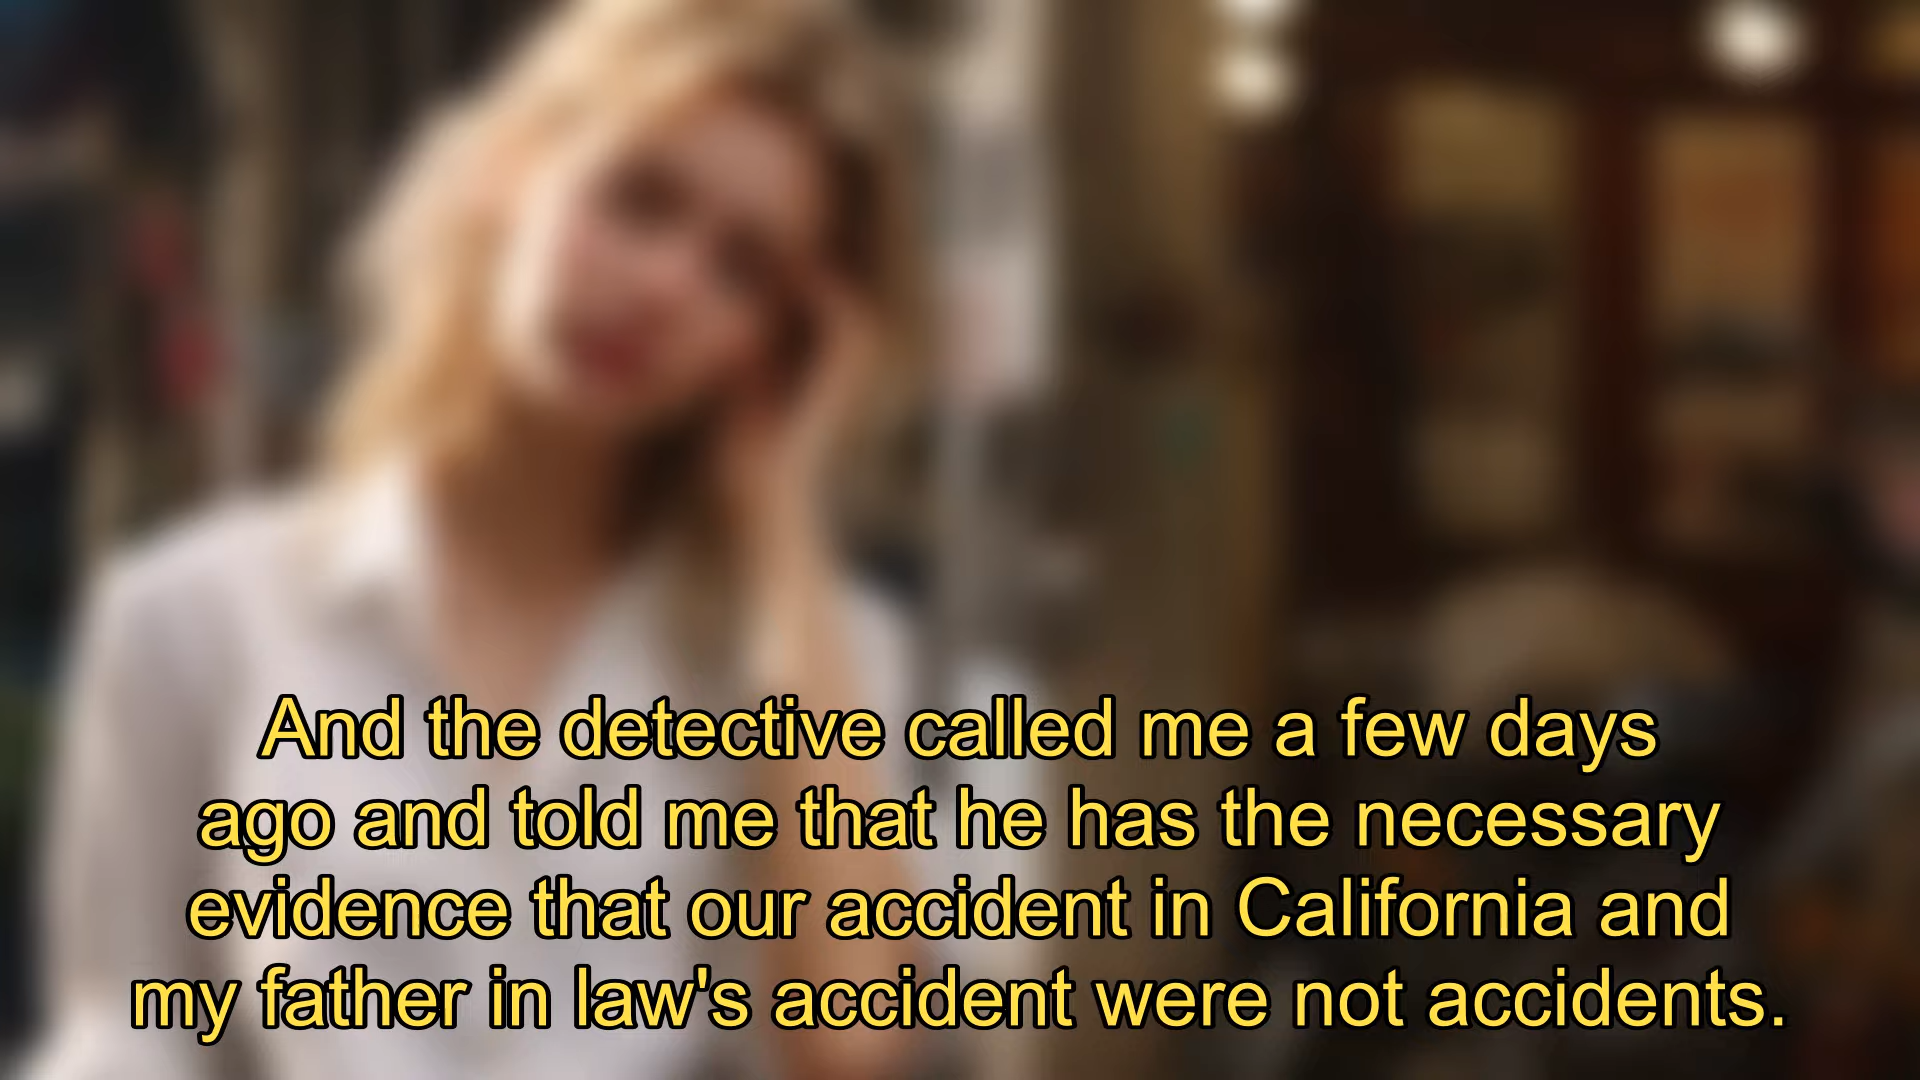 And the detective called me a few days
ago and told me that he has the necessary
evidence that our accident in California and
my father in law's accident were not accidents.